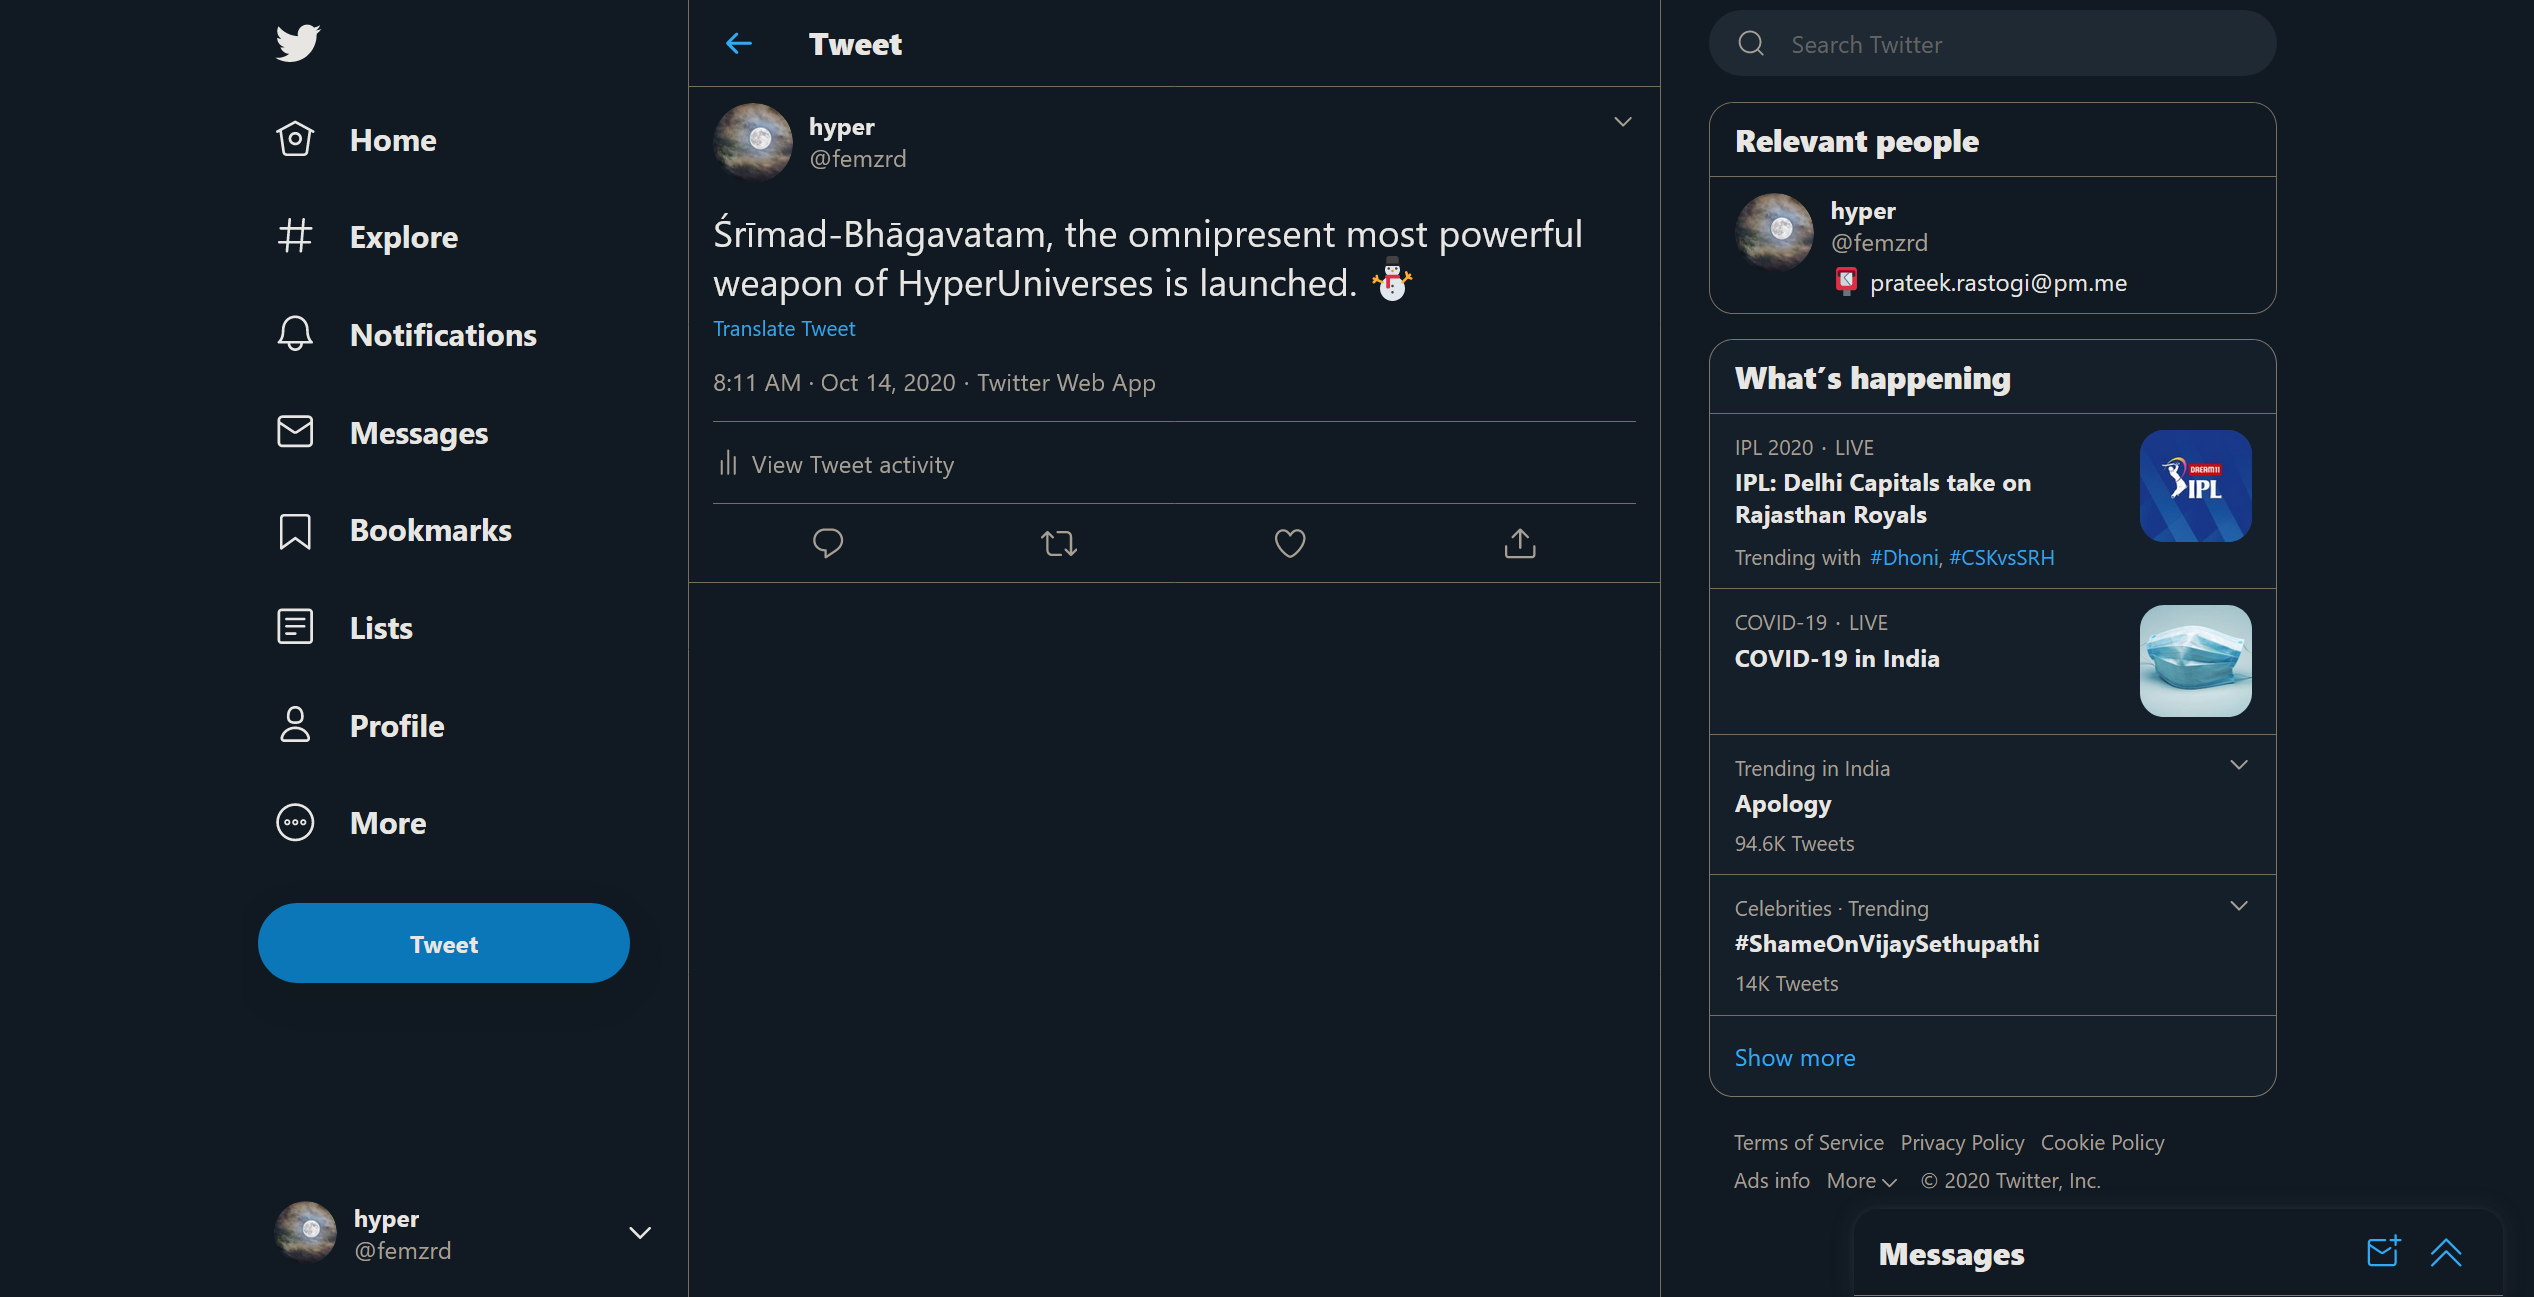 Home
Explore
Notifications
Messages
Bookmarks
Lists
Profile
More
Tweet
hyper
@femzrd
Tweet
hyper
@femzrd
Śrīmad-Bhāgavatam, the omnipresent most powerful
weapon of HyperUniverses is launched. ⛄
Translate Tweet
8:11 AM · Oct 14, 2020 · Twitter Web App
View Tweet activity
Search Twitter
Relevant people
hyper
@femzrd
📮 prateek.rastogi@pm.me
What´s happening
IPL 2020 · LIVE
IPL: Delhi Capitals take on
Rajasthan Royals
Trending with #Dhoni, #CSKvsSRH
DREAM11
IPL
COVID-19 · LIVE
COVID-19 in India
Trending in India
Apology
94.6K Tweets
Celebrities · Trending
#ShameOnVijaySethupathi
14K Tweets
Show more
Terms of Service Privacy Policy Cookie Policy
Ads info More © 2020 Twitter, Inc.
Messages